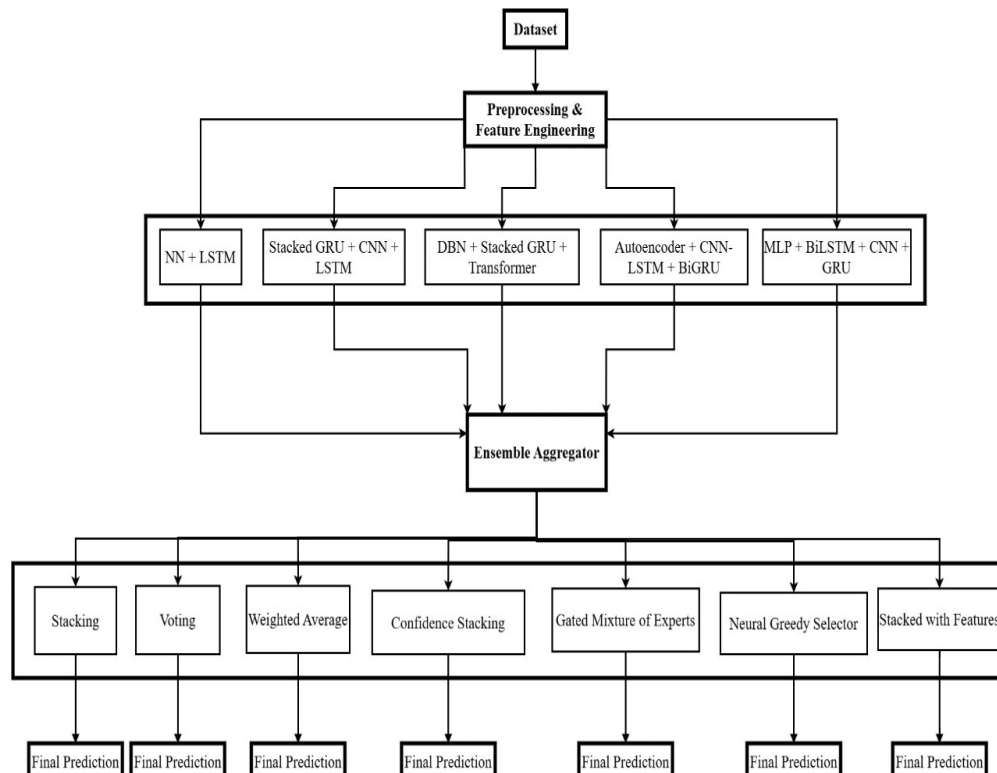 Dataset
Preprocessing &
Feature Engineering
NN + LSTM
Stacked GRU + CNN +
LSTM
DBN + Stacked GRU +
Transformer
Autoencoder + CNN-
LSTM + BiGRU
MLP + BiLSTM + CNN +
GRU
Ensemble Aggregator
Stacking
Voting
Weighted Average
Confidence Stacking
Gated Mixture of Experts
Neural Greedy Selector
Stacked with Features
Final Prediction
Final Prediction
Final Prediction
Final Prediction
Final Prediction
Final Prediction
Final Prediction